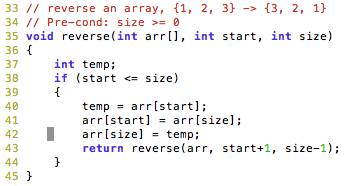 33 // reverse an array, {1, 2, 3} -> {3, 2, 1}
34 // Pre-cond: size >= 0
35 void reverse(int arr[], int start, int size)
36 {
37     int temp;
38     if (start <= size)
39     {
40         temp = arr[start];
41         arr[start] = arr[size];
42         arr[size] = temp;
43         return reverse(arr, start+1, size-1);
44     }
45 }